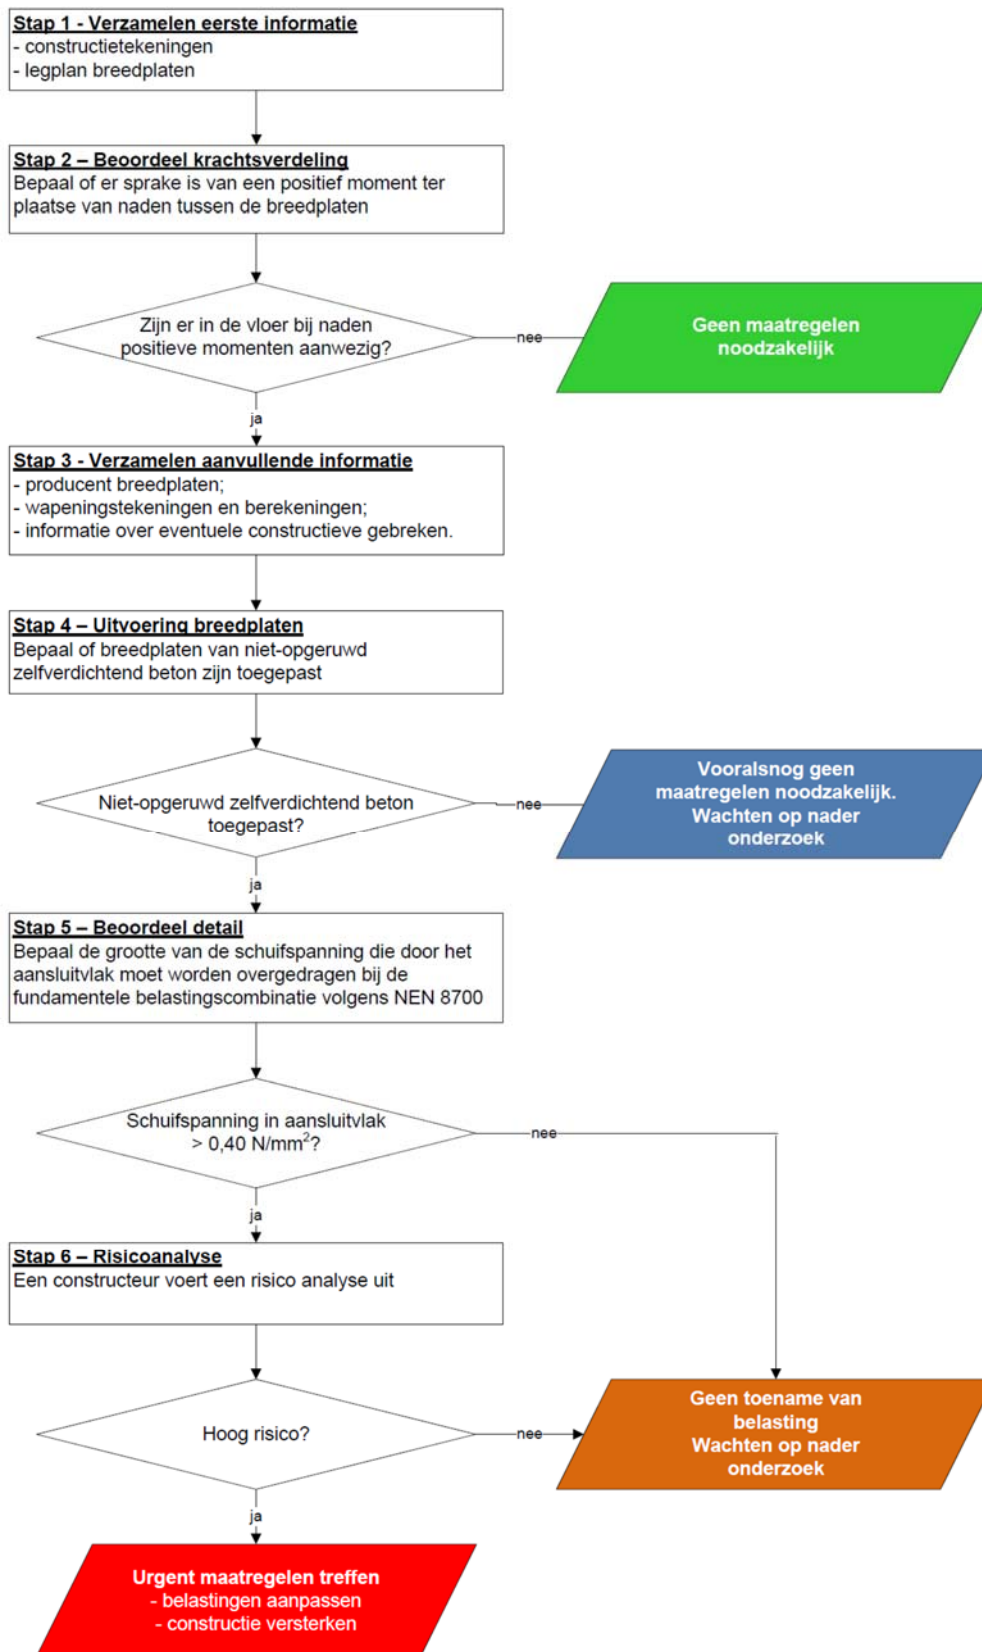 Stap 1 - Verzamelen eerste informatie
- constructietekeningen
- legplan breedplaten
Stap 2 – Beoordeel krachtsverdeling
Bepaal of er sprake is van een positief moment ter
plaatse van naden tussen de breedplaten
Zijn er in de vloer bij naden
positieve momenten aanwezig?
nee
Geen maatregelen
noodzakelijk
ja
Stap 3 - Verzamelen aanvullende informatie
- producent breedplaten;
- wapeningstekeningen en berekeningen;
- informatie over eventuele constructieve gebreken.
Stap 4 – Uitvoering breedplaten
Bepaal of breedplaten van niet-opgeruwd
zelfverdichtend beton zijn toegepast
Niet-opgeruwd zelfverdichtend beton
toegepast?
nee
Vooralsnog geen
maatregelen noodzakelijk.
Wachten op nader
onderzoek
ja
Stap 5 – Beoordeel detail
Bepaal de grootte van de schuifspanning die door het
aansluitvlak moet worden overgedragen bij de
fundamentele belastingscombinatie volgens NEN 8700
Schuifspanning in aansluitvlak
> 0,40 N/mm²?
nee
ja
Stap 6 – Risicoanalyse
Een constructeur voert een risico analyse uit
Hoog risico?
nee
Geen toename van
belasting
Wachten op nader
onderzoek
ja
Urgent maatregelen treffen
- belastingen aanpassen
- constructie versterken